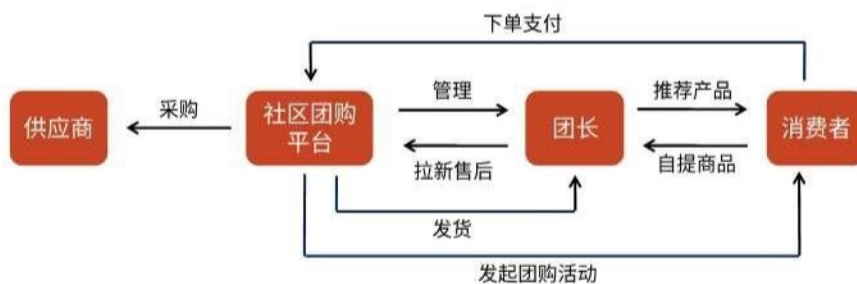 下单支付
供应商
采购
社区团购
平台
管理
拉新售后
团长
推荐产品
自提商品
消费者
发货
发起团购活动